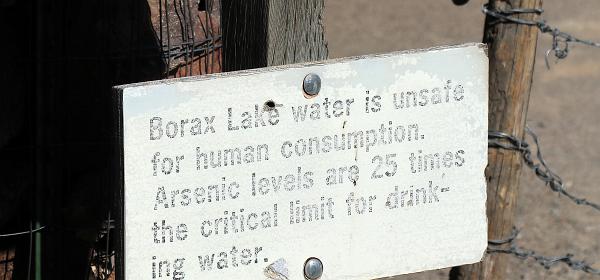 Borax Lake water is unsafe
for human consumption.
Arsenic levels are 25 times
the critical limit for drink-
ing water.